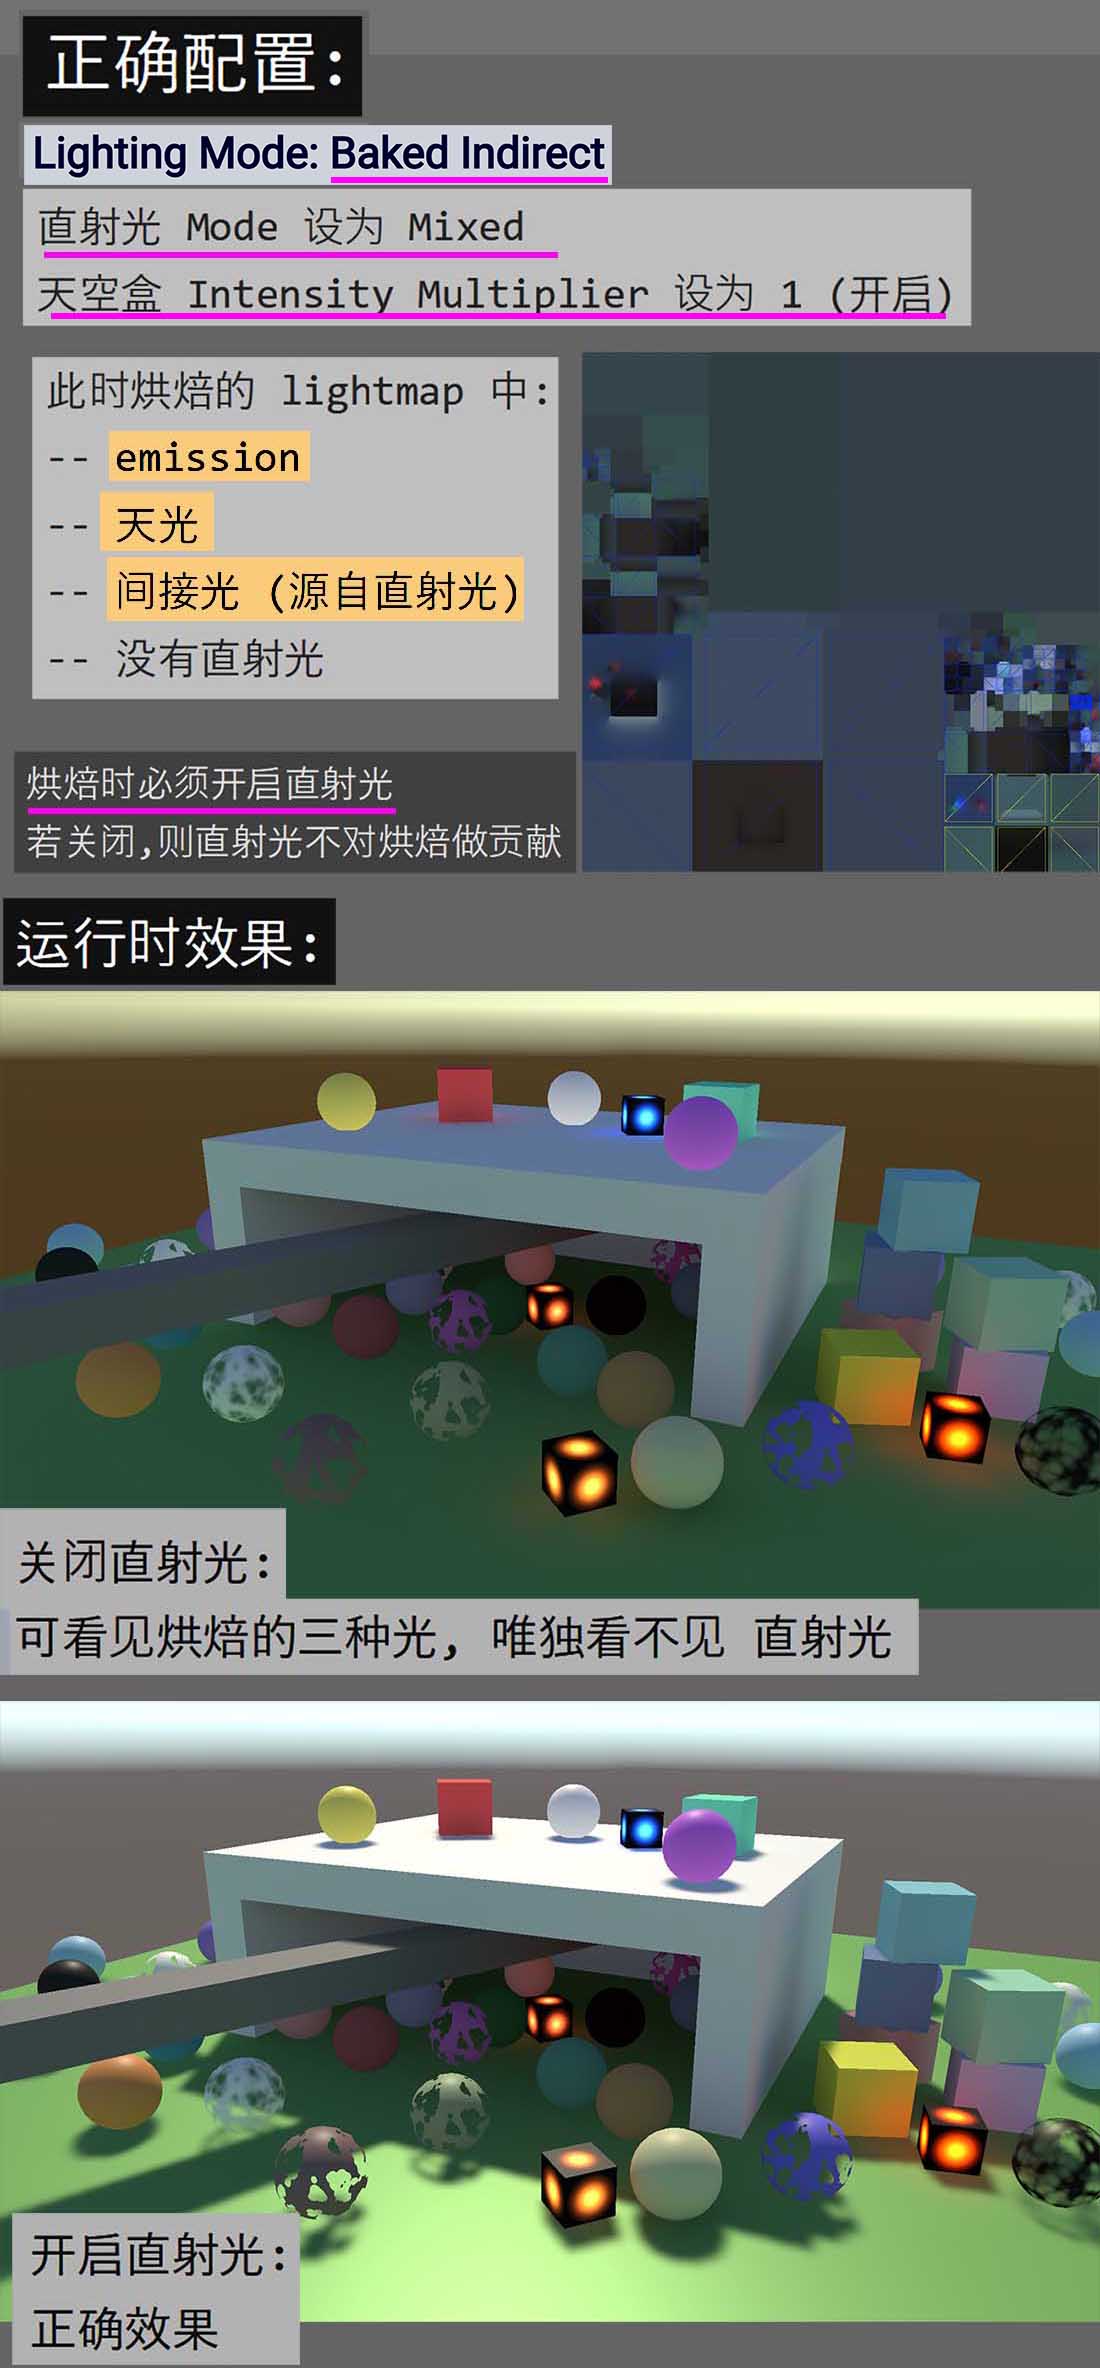 正确配置:
Lighting Mode: Baked Indirect
直射光 Mode 设为 Mixed
天空盒 Intensity Multiplier 设为 1 (开启)
此时烘焙的 lightmap 中:
-- emission
-- 天光
-- 间接光 (源自直射光)
-- 没有直射光
烘焙时必须开启直射光
若关闭,则直射光不对烘焙做贡献
运行时效果:
关闭直射光:
可看见烘焙的三种光, 唯独看不见 直射光
开启直射光:
正确效果